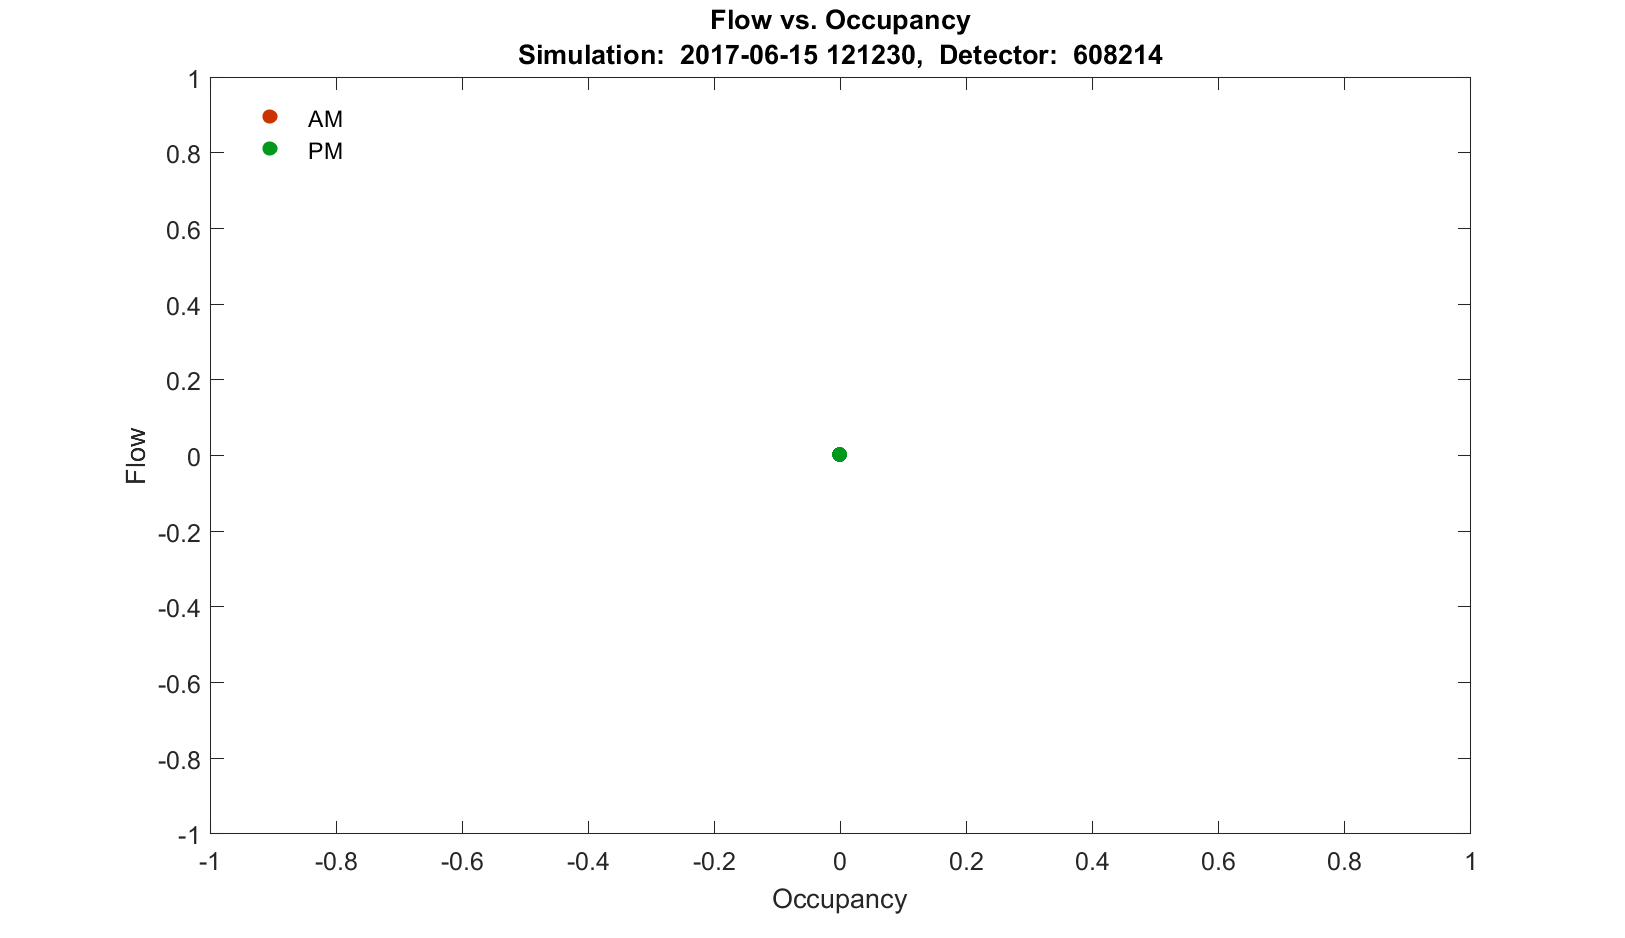 Flow vs. Occupancy
Simulation:  2017-06-15 121230,  Detector:  608214
AM
PM
1
0.8
0.6
0.4
0.2
0
-0.2
-0.4
-0.6
-0.8
-1
Flow
-1 -0.8 -0.6 -0.4 -0.2 0 0.2 0.4 0.6 0.8 1
Occupancy